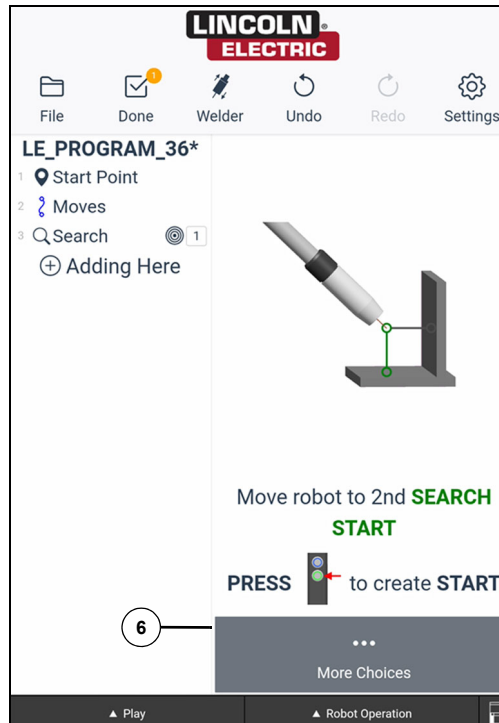 LINCOLN
ELECTRIC
File
Done
1
Welder
Undo
Redo
Settings
LE_PROGRAM_36*
1 Start Point
2 Moves
3 Search 1
Adding Here
Move robot to 2nd SEARCH
START
PRESS to create START
6
...
More Choices
▲ Play
▲ Robot Operation